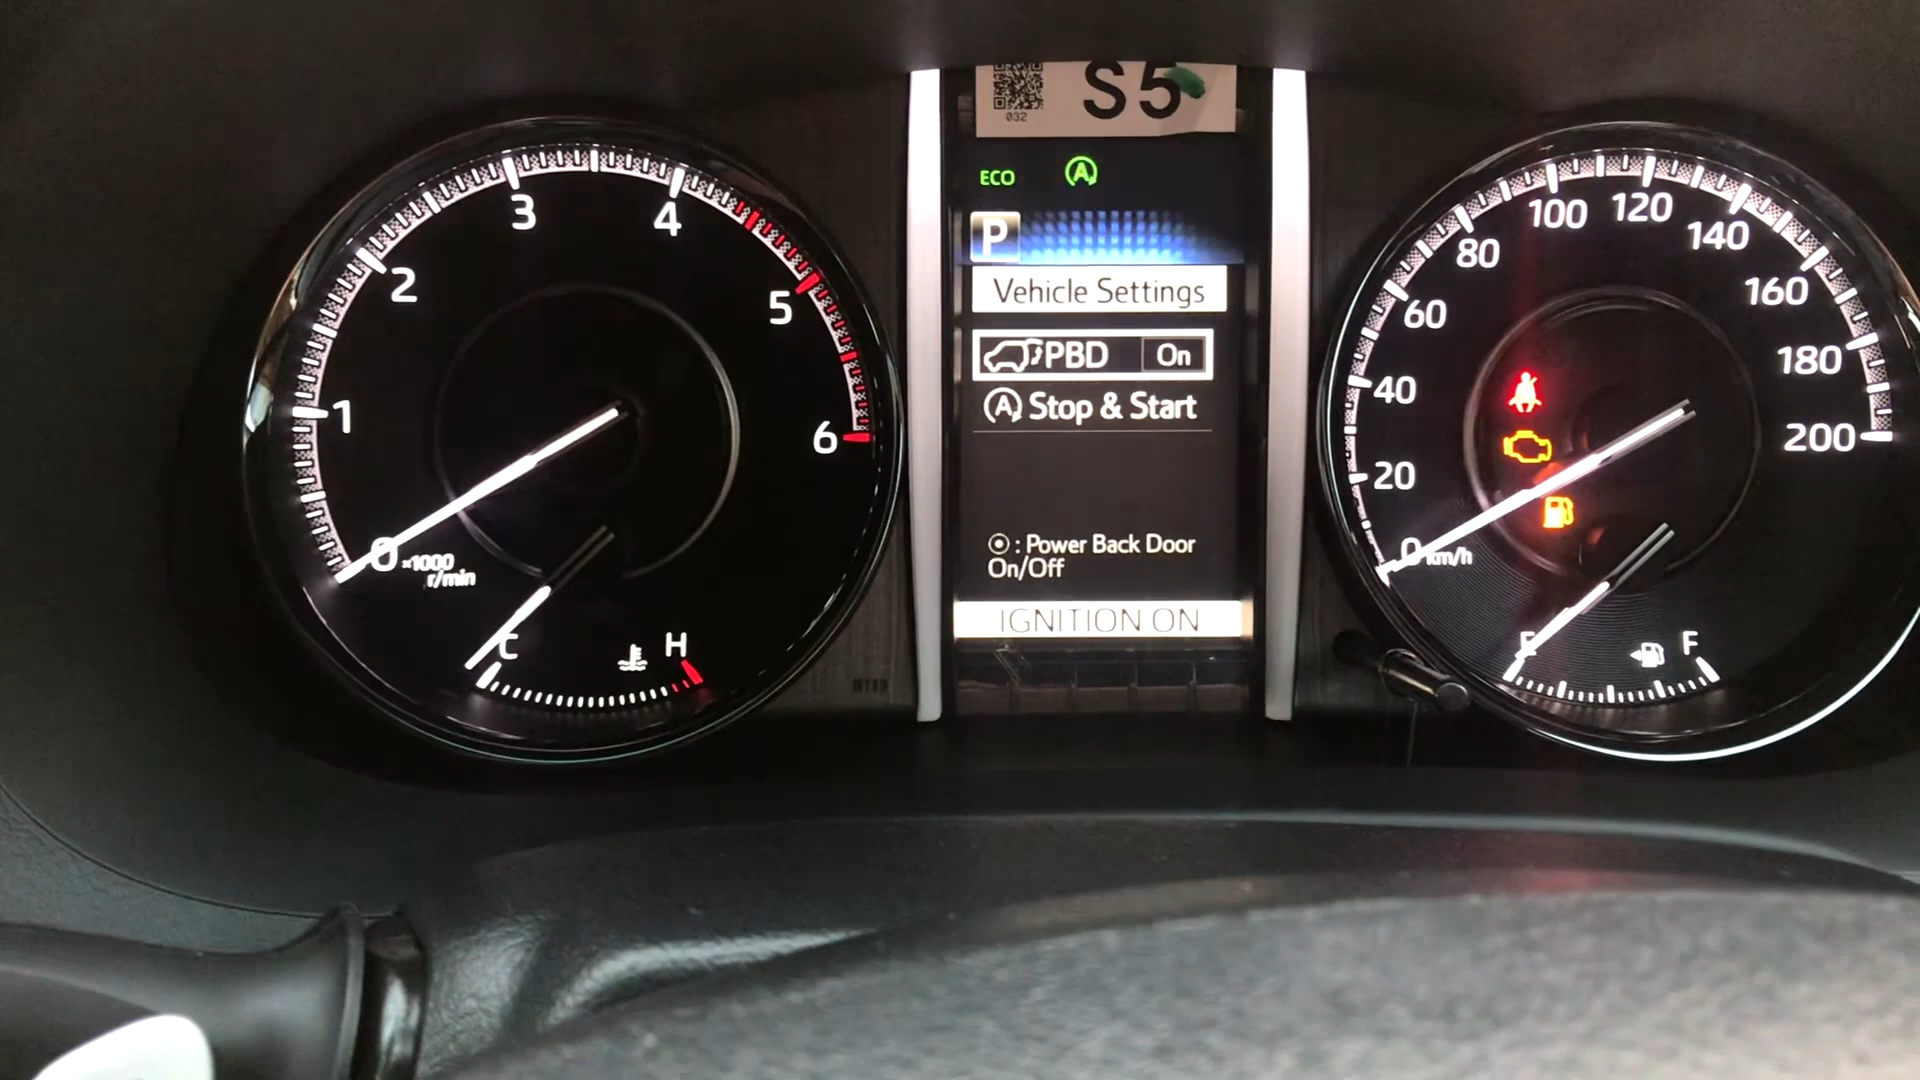 S5
032
ECO
A
P
Vehicle Settings
PBD On
A Stop & Start
: Power Back Door
On/Off
IGNITION ON
0
1
2
3
4
5
6
×1000
r/min
C
H
0
20
40
60
80
100
120
140
160
180
200
km/h
E
F